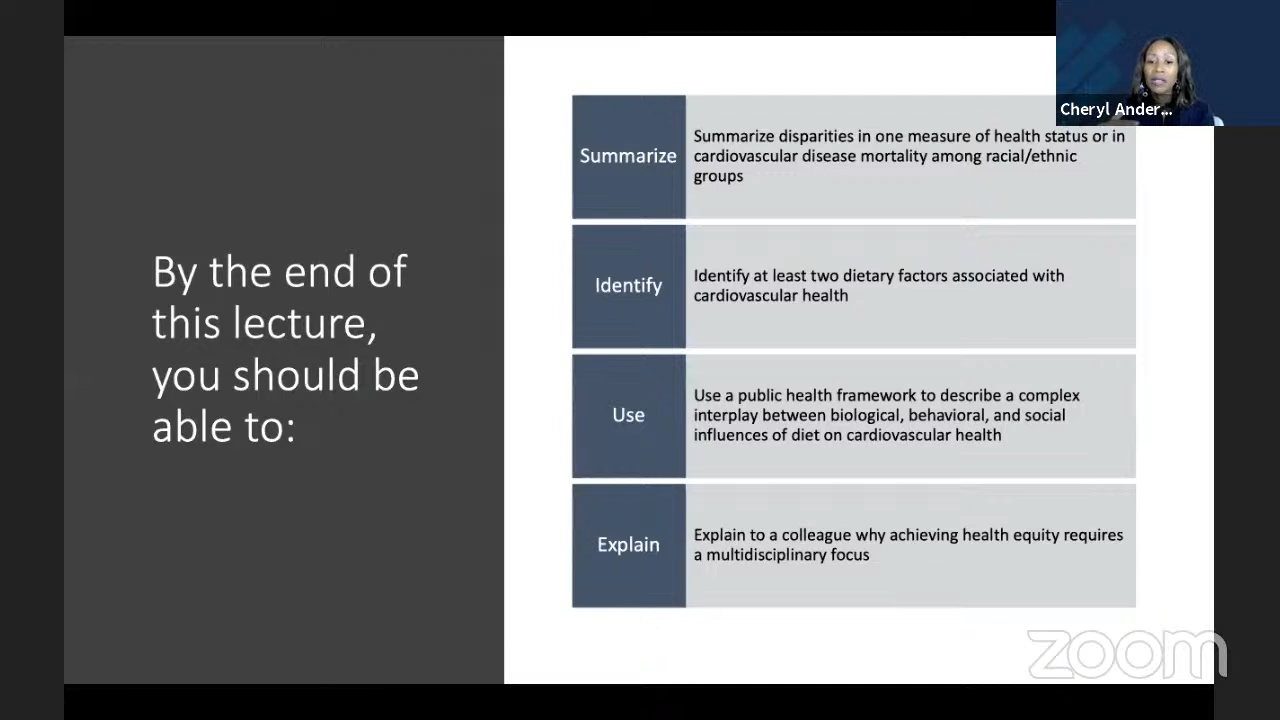 Cheryl Ander...
By the end of
this lecture,
you should be
able to:
Summarize
Summarize disparities in one measure of health status or in
cardiovascular disease mortality among racial/ethnic
groups
Identify
Identify at least two dietary factors associated with
cardiovascular health
Use
Use a public health framework to describe a complex
interplay between biological, behavioral, and social
influences of diet on cardiovascular health
Explain
Explain to a colleague why achieving health equity requires
a multidisciplinary focus
zoom